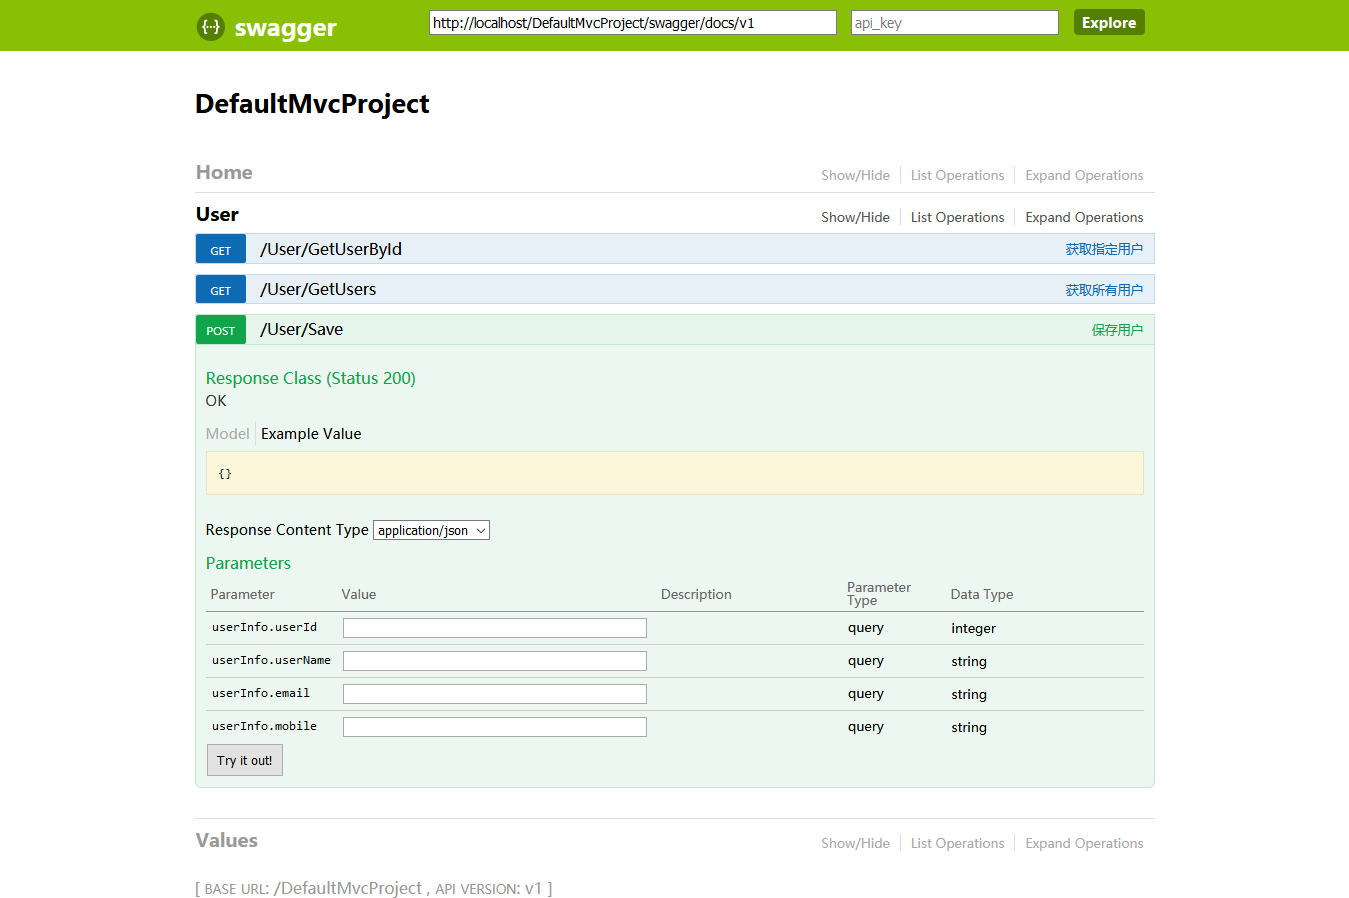 {··} swagger http://localhost/DefaultMvcProject/swagger/docs/v1 api_key Explore
DefaultMvcProject
Home Show/Hide List Operations Expand Operations
User Show/Hide List Operations Expand Operations
GET /User/GetUserById 获取指定用户
GET /User/GetUsers 获取所有用户
POST /User/Save 保存用户
Response Class (Status 200)
OK
Model Example Value
{}
Response Content Type application/json
Parameters
Parameter Value Description Parameter Type Data Type
userInfo.userId query integer
userInfo.userName query string
userInfo.email query string
userInfo.mobile query string
Try it out!
Values Show/Hide List Operations Expand Operations
[ BASE URL: /DefaultMvcProject , API VERSION: v1 ]